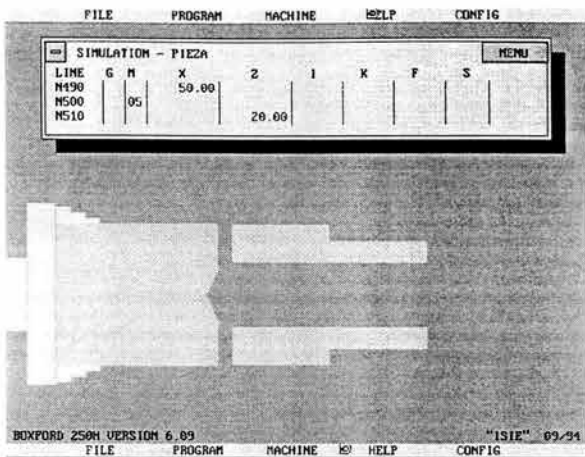 FILE PROGRAM MACHINE HELP CONFIG
SIMULATION - PIEZA MENU
LINE G M X Z I K F S
N490 50.00
N500 05
N510 20.00
BOXFORD 250H VERSION 6.09 "ISIE" 09/94
FILE PROGRAM MACHINE HELP CONFIG